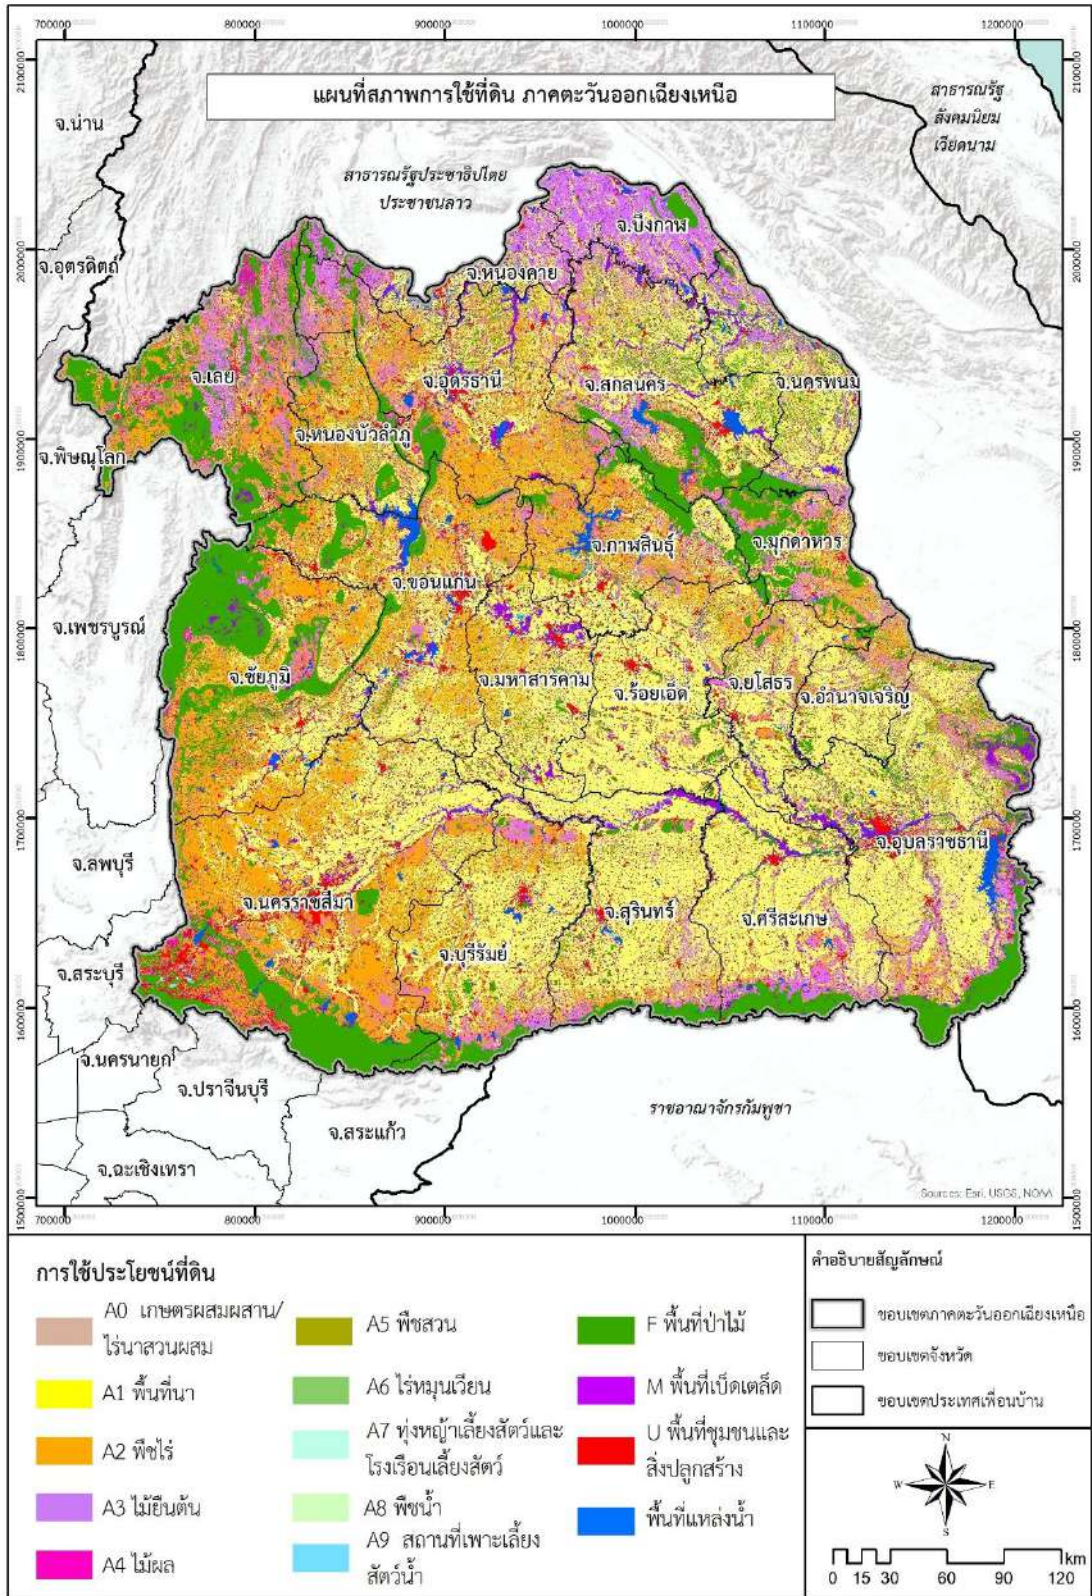 700000 800000 900000 1000000 1100000 1200000
2100000 2100000
แผนที่สภาพการใช้ที่ดิน ภาคตะวันออกเฉียงเหนือ
สาธารณรัฐ
สังคมนิยม
เวียดนาม
จ.น่าน
สาธารณรัฐประชาธิปไตย
ประชาชนลาว
จ.บึงกาฬ
2000000 2000000
จ.อุตรดิตถ์
จ.หนองคาย
จ.เลย
จ.อุดรธานี
จ.สกลนคร
จ.นครพนม
1900000 1900000
จ.หนองบัวลำภู
จ.พิษณุโลก
จ.กาฬสินธุ์
จ.มุกดาหาร
จ.ขอนแก่น
จ.เพชรบูรณ์
1800000 1800000
จ.ชัยภูมิ
จ.มหาสารคาม
จ.ร้อยเอ็ด
จ.ยโสธร
จ.อำนาจเจริญ
1700000 1700000
จ.อุบลราชธานี
จ.ลพบุรี
จ.นครราชสีมา
จ.สุรินทร์
จ.ศรีสะเกษ
จ.บุรีรัมย์
จ.สระบุรี
1600000 1600000
จ.นครนายก
จ.ปราจีนบุรี
ราชอาณาจักรกัมพูชา
จ.สระแก้ว
จ.ฉะเชิงเทรา
Sources: Esri, USGS, NOAA
1500000 1500000
700000 800000 900000 1000000 1100000 1200000
การใช้ประโยชน์ที่ดิน
A0 เกษตรผสมผสาน/
ไร่นาสวนผสม
A1 พื้นที่นา
A2 พืชไร่
A3 ไม้ยืนต้น
A4 ไม้ผล
A5 พืชสวน
A6 ไร่หมุนเวียน
A7 ทุ่งหญ้าเลี้ยงสัตว์และ
โรงเรือนเลี้ยงสัตว์
A8 พืชน้ำ
A9 สถานที่เพาะเลี้ยง
สัตว์น้ำ
F พื้นที่ป่าไม้
M พื้นที่เบ็ดเตล็ด
U พื้นที่ชุมชนและ
สิ่งปลูกสร้าง
พื้นที่แหล่งน้ำ
คำอธิบายสัญลักษณ์
ขอบเขตภาคตะวันออกเฉียงเหนือ
ขอบเขตจังหวัด
ขอบเขตประเทศเพื่อนบ้าน
N
W E
S
km
0 15 30 60 90 120